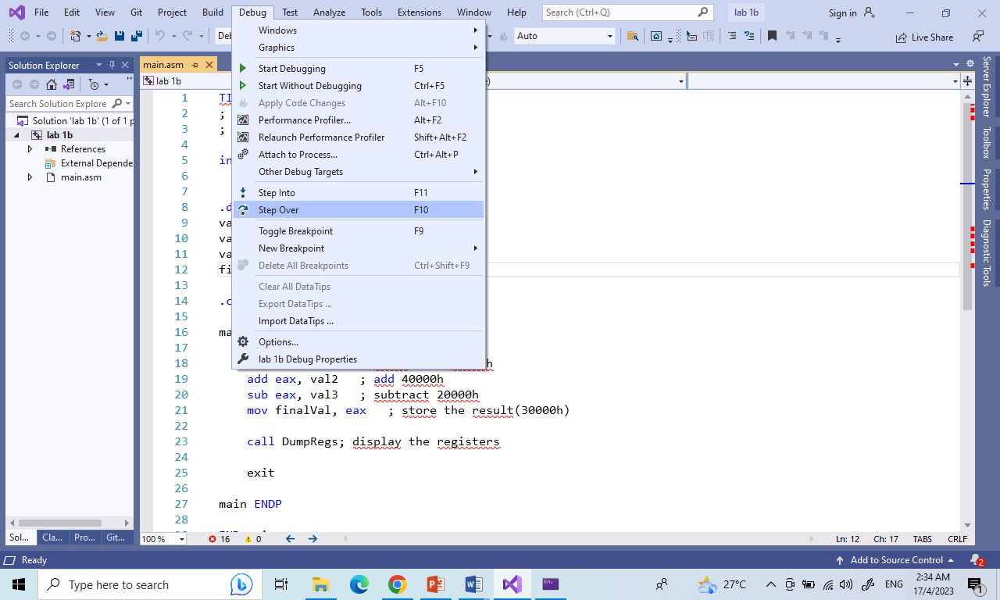 File Edit View Git Project Build Debug Test Analyze Tools Extensions Window Help Search (Ctrl+Q) lab 1b Sign in
Auto Live Share
Solution Explorer
Search Solution Explore
Solution 'lab 1b' (1 of 1 p
lab 1b
References
External Depende
main.asm
Sol... Cla... Pro... Git...
main.asm
lab 1b
Windows
Graphics
Start Debugging F5
Start Without Debugging Ctrl+F5
Apply Code Changes Alt+F10
Performance Profiler... Alt+F2
Relaunch Performance Profiler Shift+Alt+F2
Attach to Process... Ctrl+Alt+P
Other Debug Targets
Step Into F11
Step Over F10
Toggle Breakpoint F9
New Breakpoint
Delete All Breakpoints Ctrl+Shift+F9
Clear All DataTips
Export DataTips ...
Import DataTips ...
Options...
lab 1b Debug Properties
1 TI
2 ;
3 ;
4
5 in
6
7
8 .d
9 va
10 va
11 va
12 fi
13
14 .c
15
16 ma
17
18 h
19 add eax, val2 ; add 40000h
20 sub eax, val3 ; subtract 20000h
21 mov finalVal, eax ; store the result(30000h)
22
23 call DumpRegs; display the registers
24
25 exit
26
27 main ENDP
28
100 % 16 0 Ln: 12 Ch: 17 TABS CRLF
Server Explorer
Toolbox
Properties
Diagnostic Tools
Ready Add to Source Control 2
Type here to search 27°C ENG 2:34 AM
17/4/2023 1